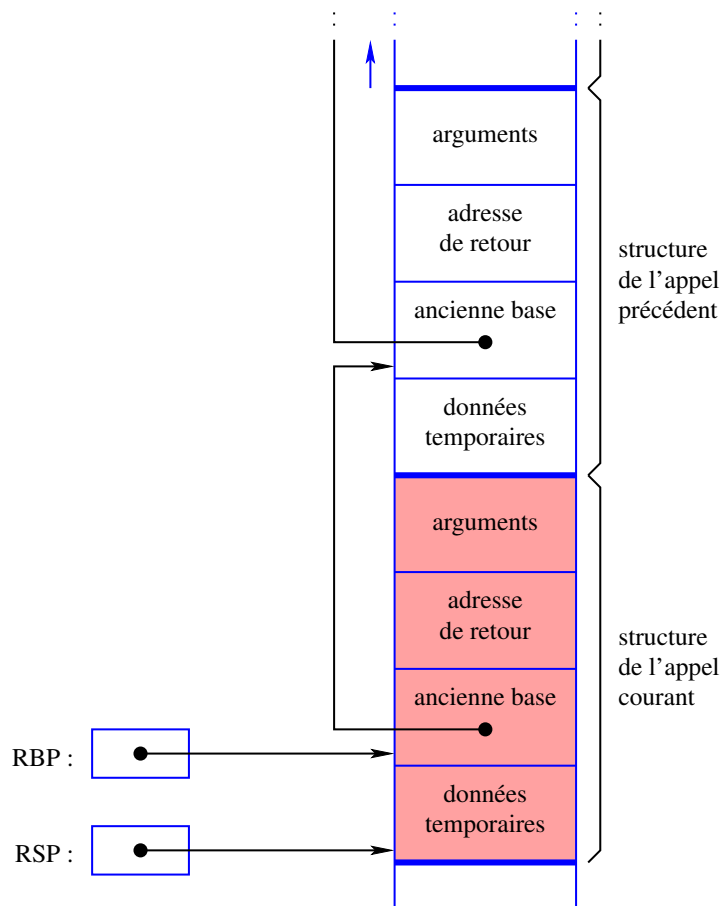 arguments
adresse
de retour
ancienne base
données
temporaires
structure
de l'appel
précédent
arguments
adresse
de retour
ancienne base
données
temporaires
structure
de l'appel
courant
RBP :
RSP :